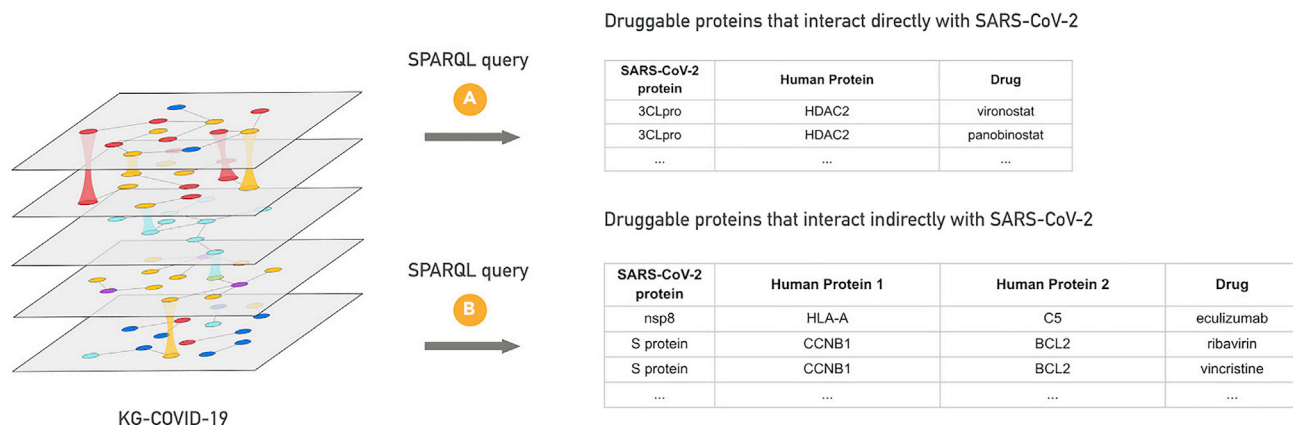 Druggable proteins that interact directly with SARS-CoV-2
SPARQL query
A
SARS-CoV-2 protein Human Protein Drug
3CLpro HDAC2 vironostat
3CLpro HDAC2 panobinostat
... ... ...
Druggable proteins that interact indirectly with SARS-CoV-2
SPARQL query
B
SARS-CoV-2 protein Human Protein 1 Human Protein 2 Drug
nsp8 HLA-A C5 eculizumab
S protein CCNB1 BCL2 ribavirin
S protein CCNB1 BCL2 vincristine
... ... ... ...
KG-COVID-19